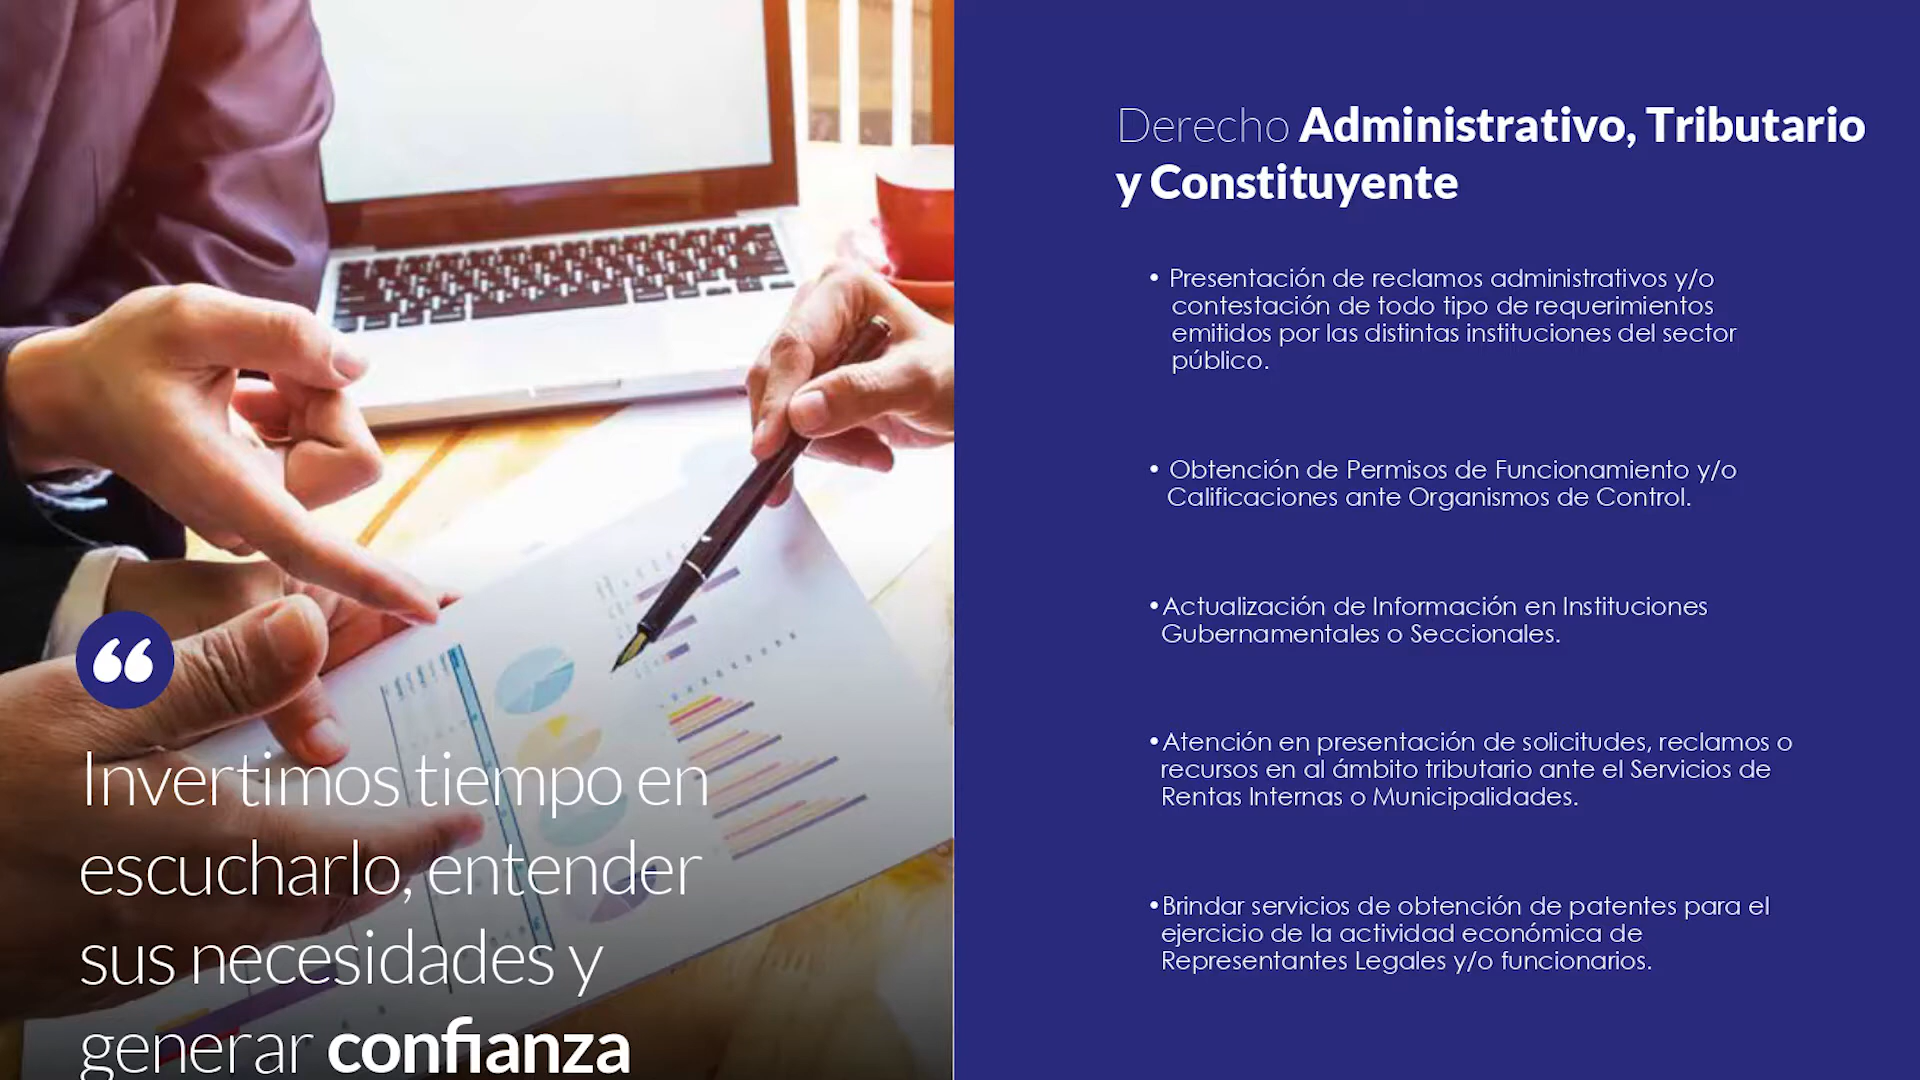 “
Invertimos tiempo en
escucharlo, entender
sus necesidades y
generar confianza
Derecho Administrativo, Tributario
y Constituyente
• Presentación de reclamos administrativos y/o
contestación de todo tipo de requerimientos
emitidos por las distintas instituciones del sector
público.
• Obtención de Permisos de Funcionamiento y/o
Calificaciones ante Organismos de Control.
•Actualización de Información en Instituciones
Gubernamentales o Seccionales.
•Atención en presentación de solicitudes, reclamos o
recursos en al ámbito tributario ante el Servicios de
Rentas Internas o Municipalidades.
•Brindar servicios de obtención de patentes para el
ejercicio de la actividad económica de
Representantes Legales y/o funcionarios.